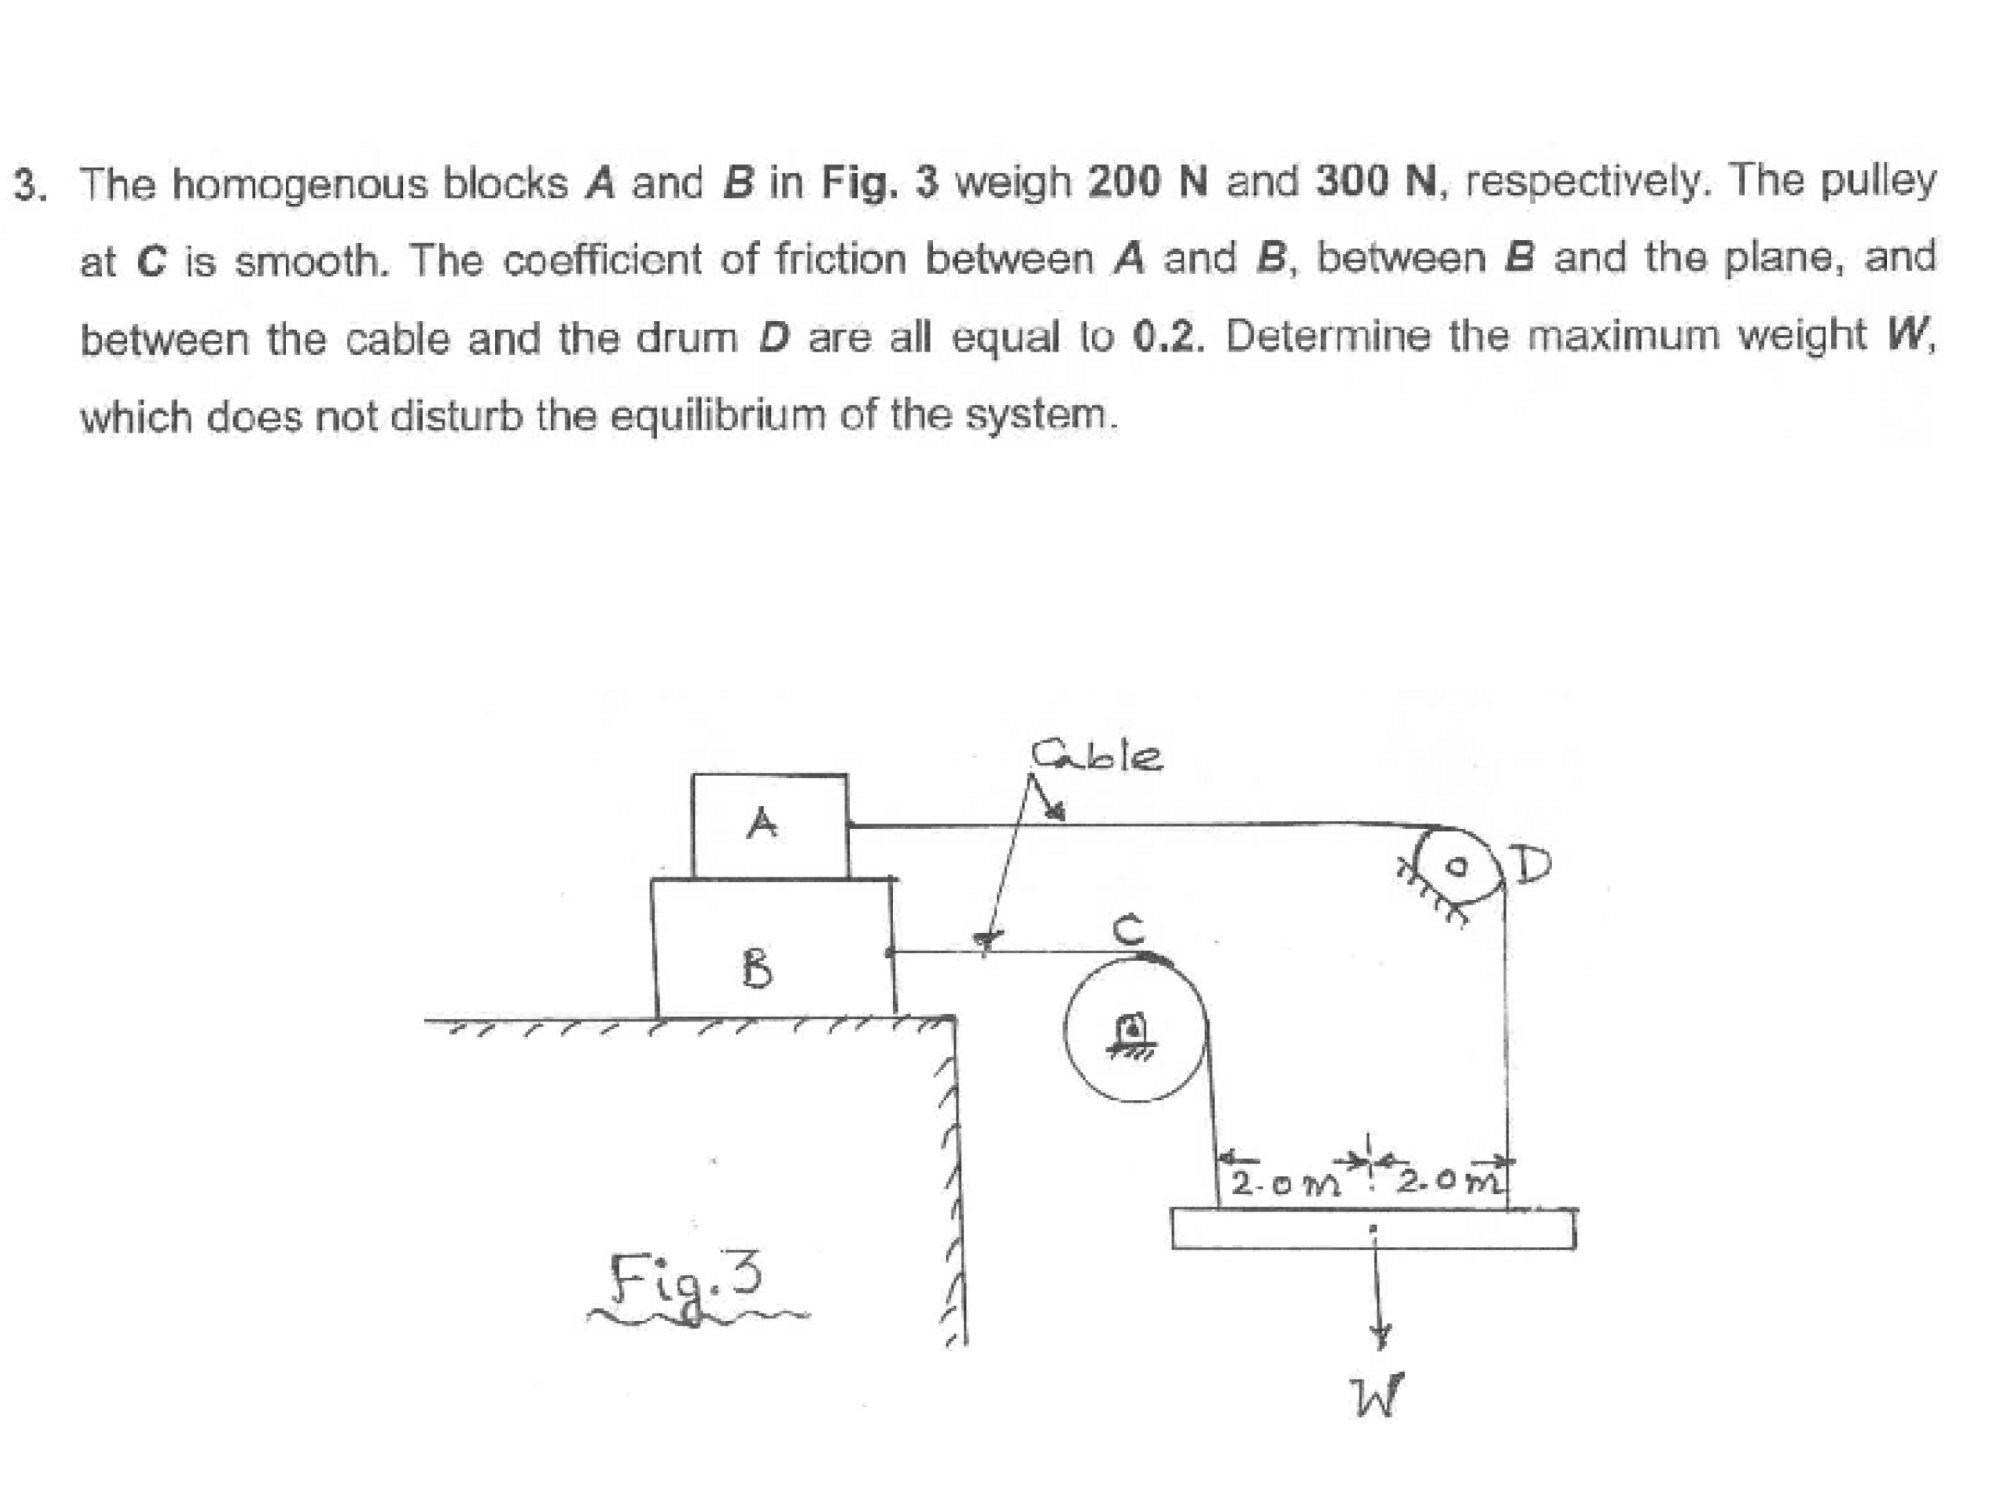 3. The homogenous blocks A and B in Fig. 3 weigh 200 N and 300 N, respectively. The pulley
at C is smooth. The coefficient of friction between A and B, between B and the plane, and
between the cable and the drum D are all equal to 0.2. Determine the maximum weight W,
which does not disturb the equilibrium of the system.
Cable
A
D
C
B
2.0m 2.0m
Fig.3
W